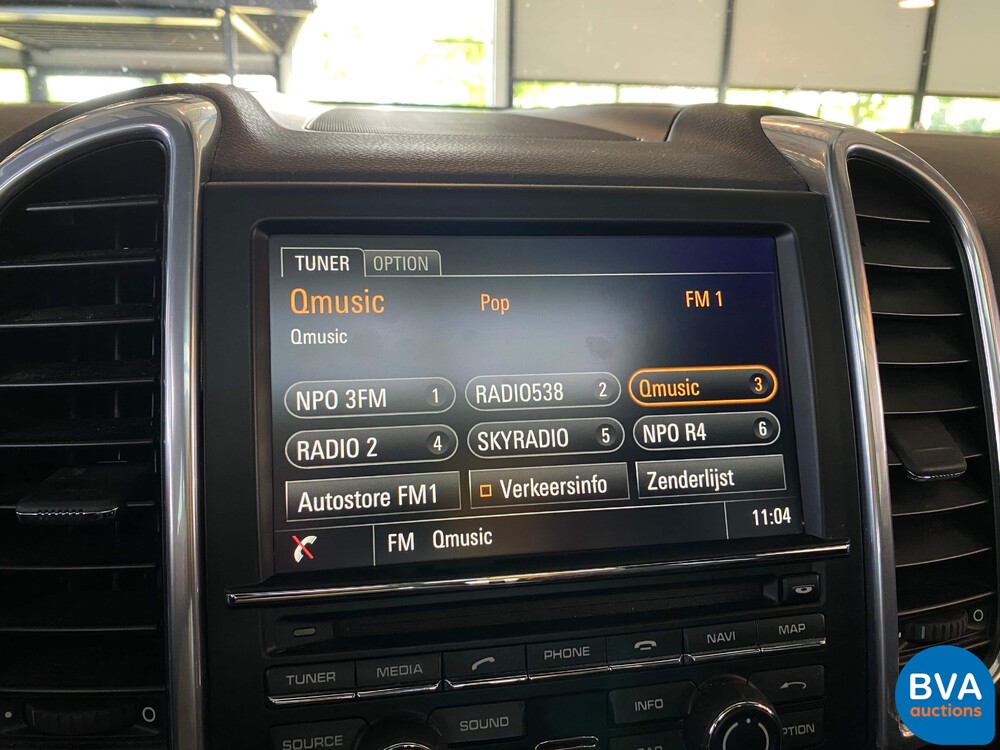 TUNER OPTION
Qmusic Pop FM 1
Qmusic
NPO 3FM 1 RADIO538 2 Qmusic 3
RADIO 2 4 SKYRADIO 5 NPO R4 6
Autostore FM1 Verkeersinfo Zenderlijst
FM Qmusic 11:04
TUNER MEDIA PHONE NAVI MAP
SOURCE SOUND INFO OPTION
BVA
auctions